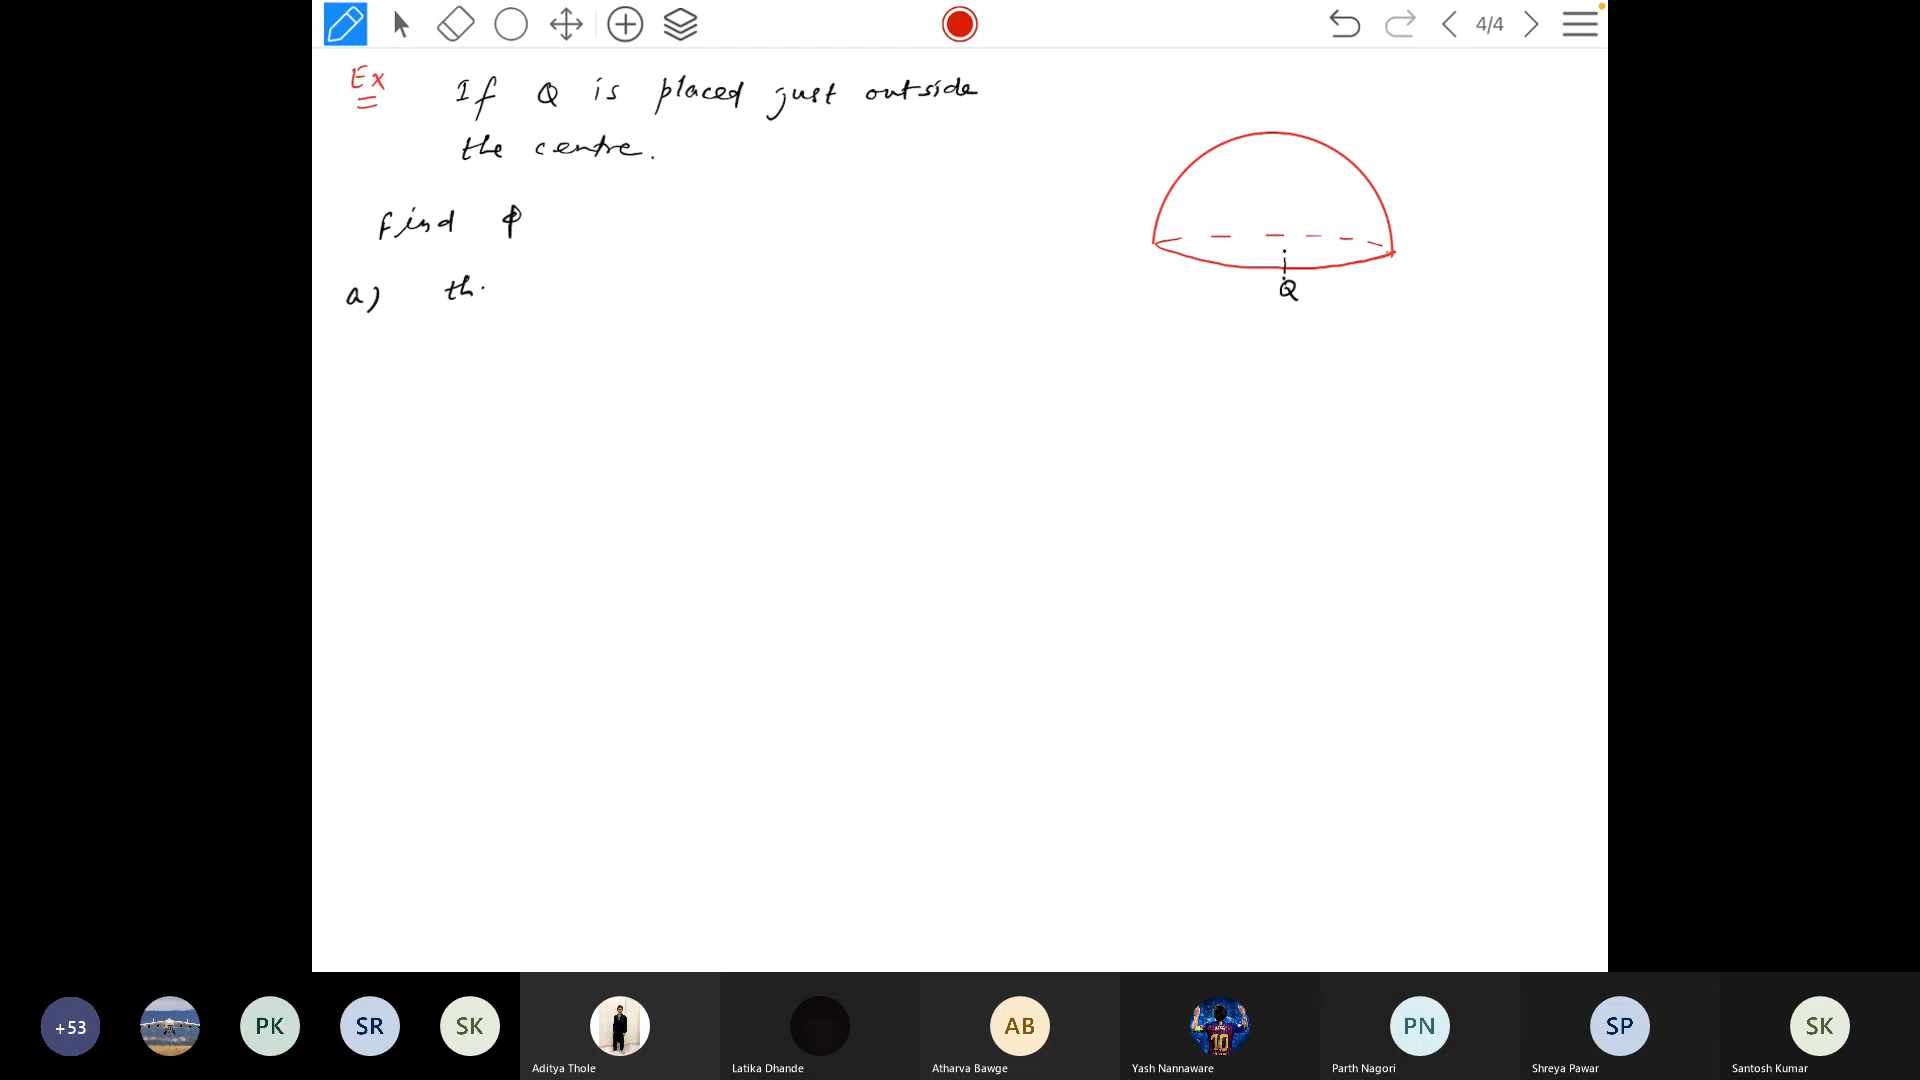 4/4
Ex If Q is placed just outside
the centre.
Find ϕ
a) th.
Q
+53
PK
SR
SK
AB
PN
SP
SK
10
Aditya Thole
Latika Dhande
Atharva Bawge
Yash Nannaware
Parth Nagori
Shreya Pawar
Santosh Kumar